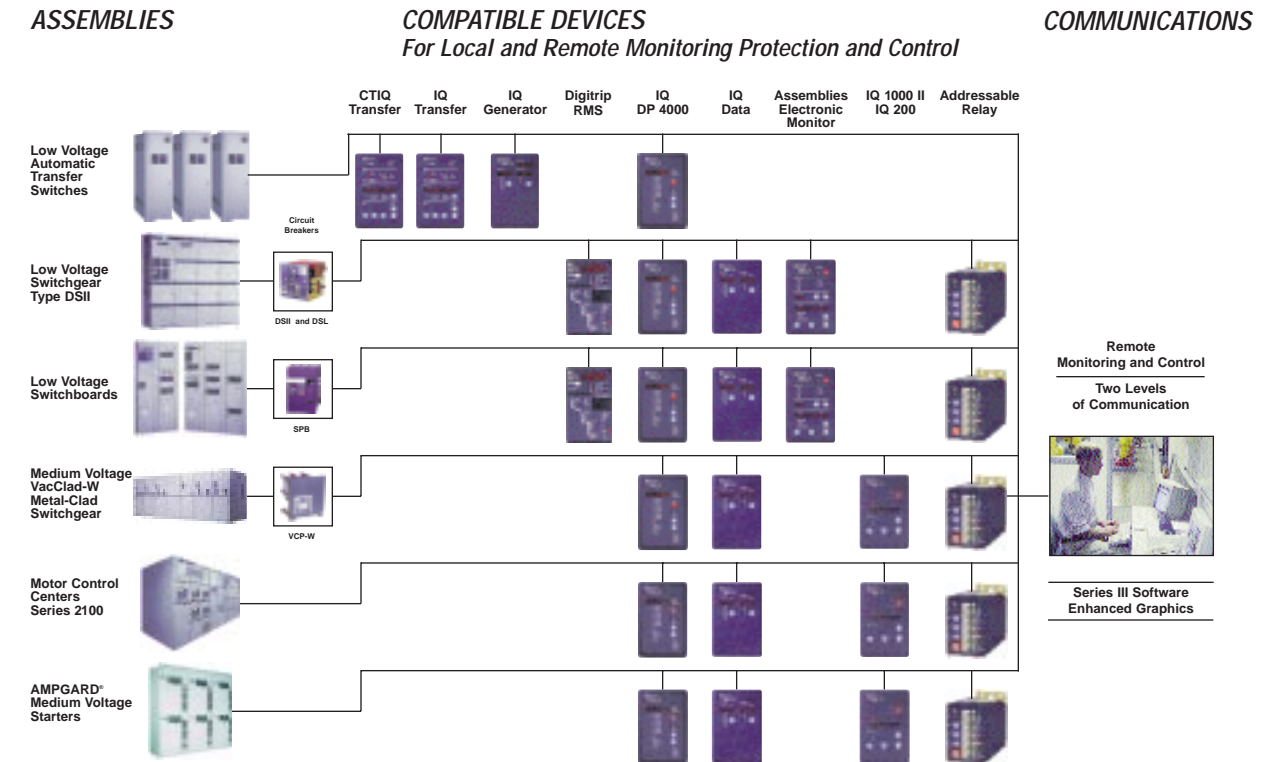 ASSEMBLIES
COMPATIBLE DEVICES
For Local and Remote Monitoring Protection and Control
COMMUNICATIONS
CTIQ
Transfer
IQ
Transfer
IQ
Generator
Digitrip
RMS
IQ
DP 4000
IQ
Data
Assemblies
Electronic
Monitor
IQ 1000 II
IQ 200
Addressable
Relay
Low Voltage
Automatic
Transfer
Switches
Circuit
Breakers
Low Voltage
Switchgear
Type DSII
DSII and DSL
Low Voltage
Switchboards
SPB
Medium Voltage
VacClad-W
Metal-Clad
Switchgear
VCP-W
Motor Control
Centers
Series 2100
AMPGARD®
Medium Voltage
Starters
Remote
Monitoring and Control
Two Levels
of Communication
Series III Software
Enhanced Graphics